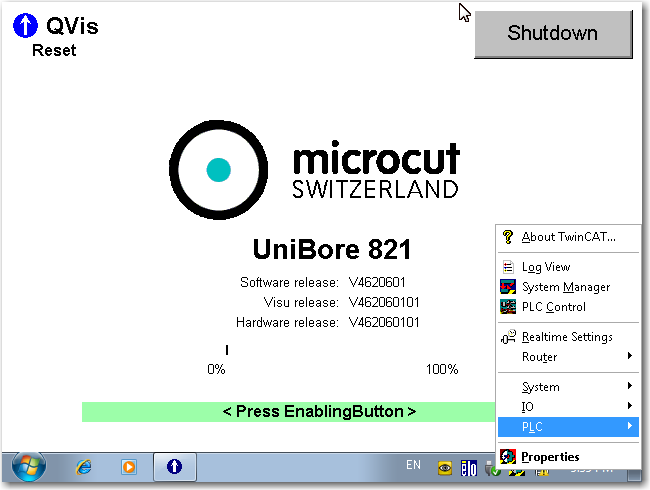 QVis
Reset
Shutdown
microcut
SWITZERLAND
UniBore 821
Software release: V4620601
Visu release: V462060101
Hardware release: V462060101
0% 100%
< Press EnablingButton >
About TwinCAT...
Log View
System Manager
PLC Control
Realtime Settings
Router
System
IO
PLC
Properties
EN